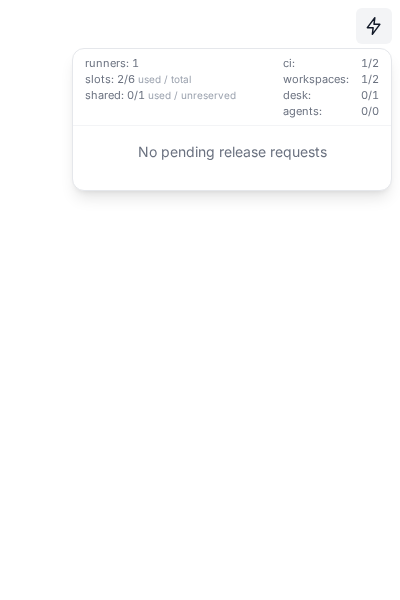 runners: 1
slots: 2/6 used / total
shared: 0/1 used / unreserved
ci: 1/2
workspaces: 1/2
desk: 0/1
agents: 0/0
No pending release requests